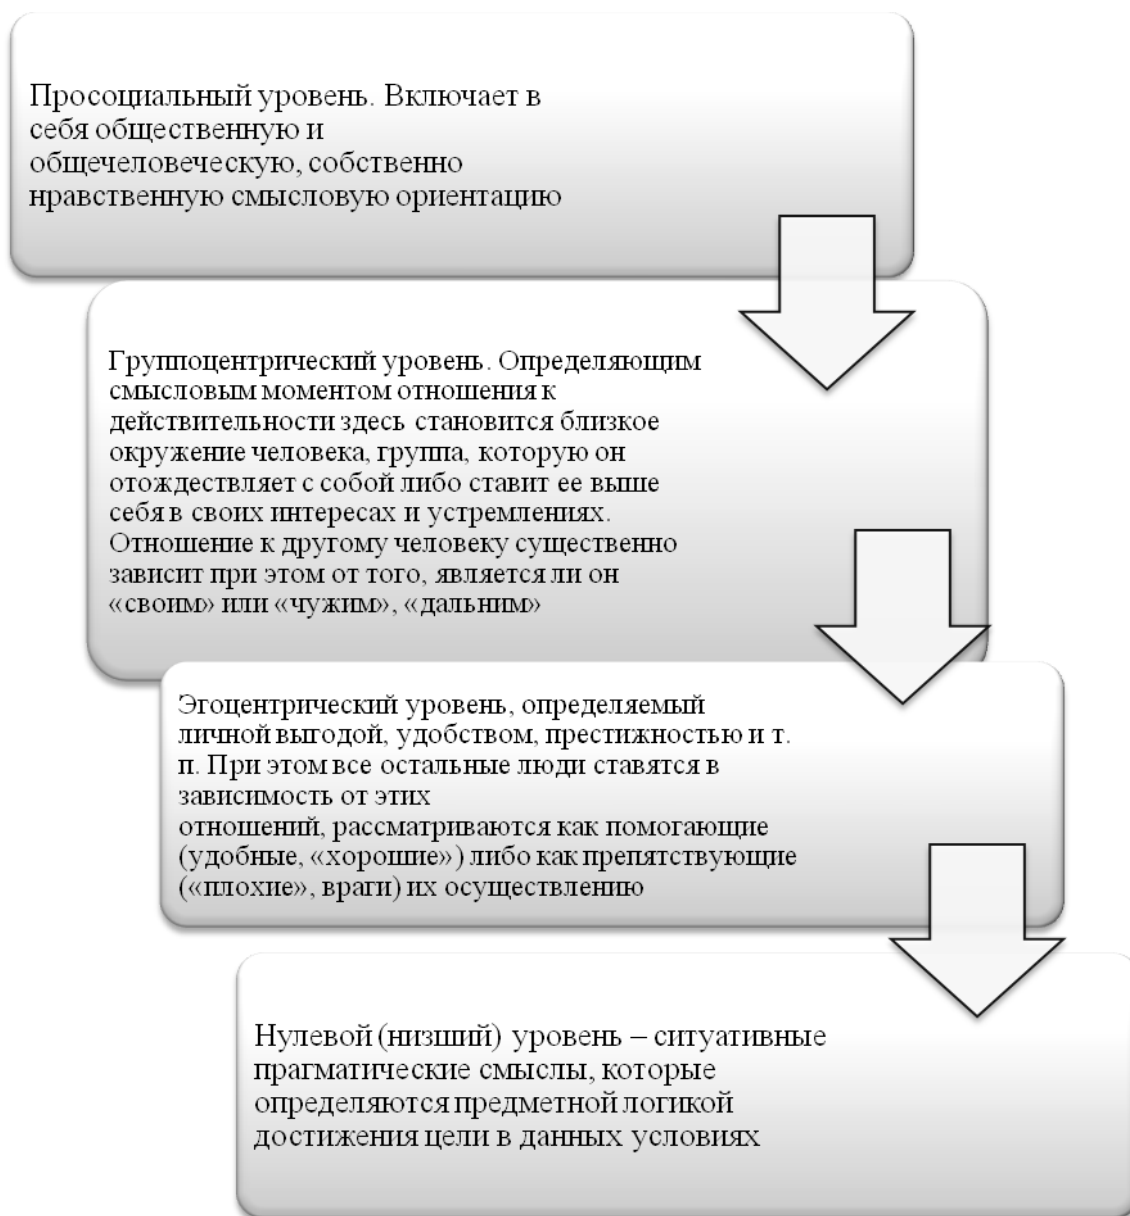 Просоциальный уровень. Включает в
себя общественную и
общечеловеческую, собственно
нравственную смысловую ориентацию
Группоцентрический уровень. Определяющим
смысловым моментом отношения к
действительности здесь становится близкое
окружение человека, группа, которую он
отождествляет с собой либо ставит ее выше
себя в своих интересах и устремлениях.
Отношение к другому человеку существенно
зависит при этом от того, является ли он
«своим» или «чужим», «дальним»
Эгоцентрический уровень, определяемый
личной выгодой, удобством, престижностью и т.
п. При этом все остальные люди ставятся в
зависимость от этих
отношений, рассматриваются как помогающие
(удобные, «хорошие») либо как препятствующие
(«плохие», враги) их осуществлению
Нулевой (низший) уровень – ситуативные
прагматические смыслы, которые
определяются предметной логикой
достижения цели в данных условиях